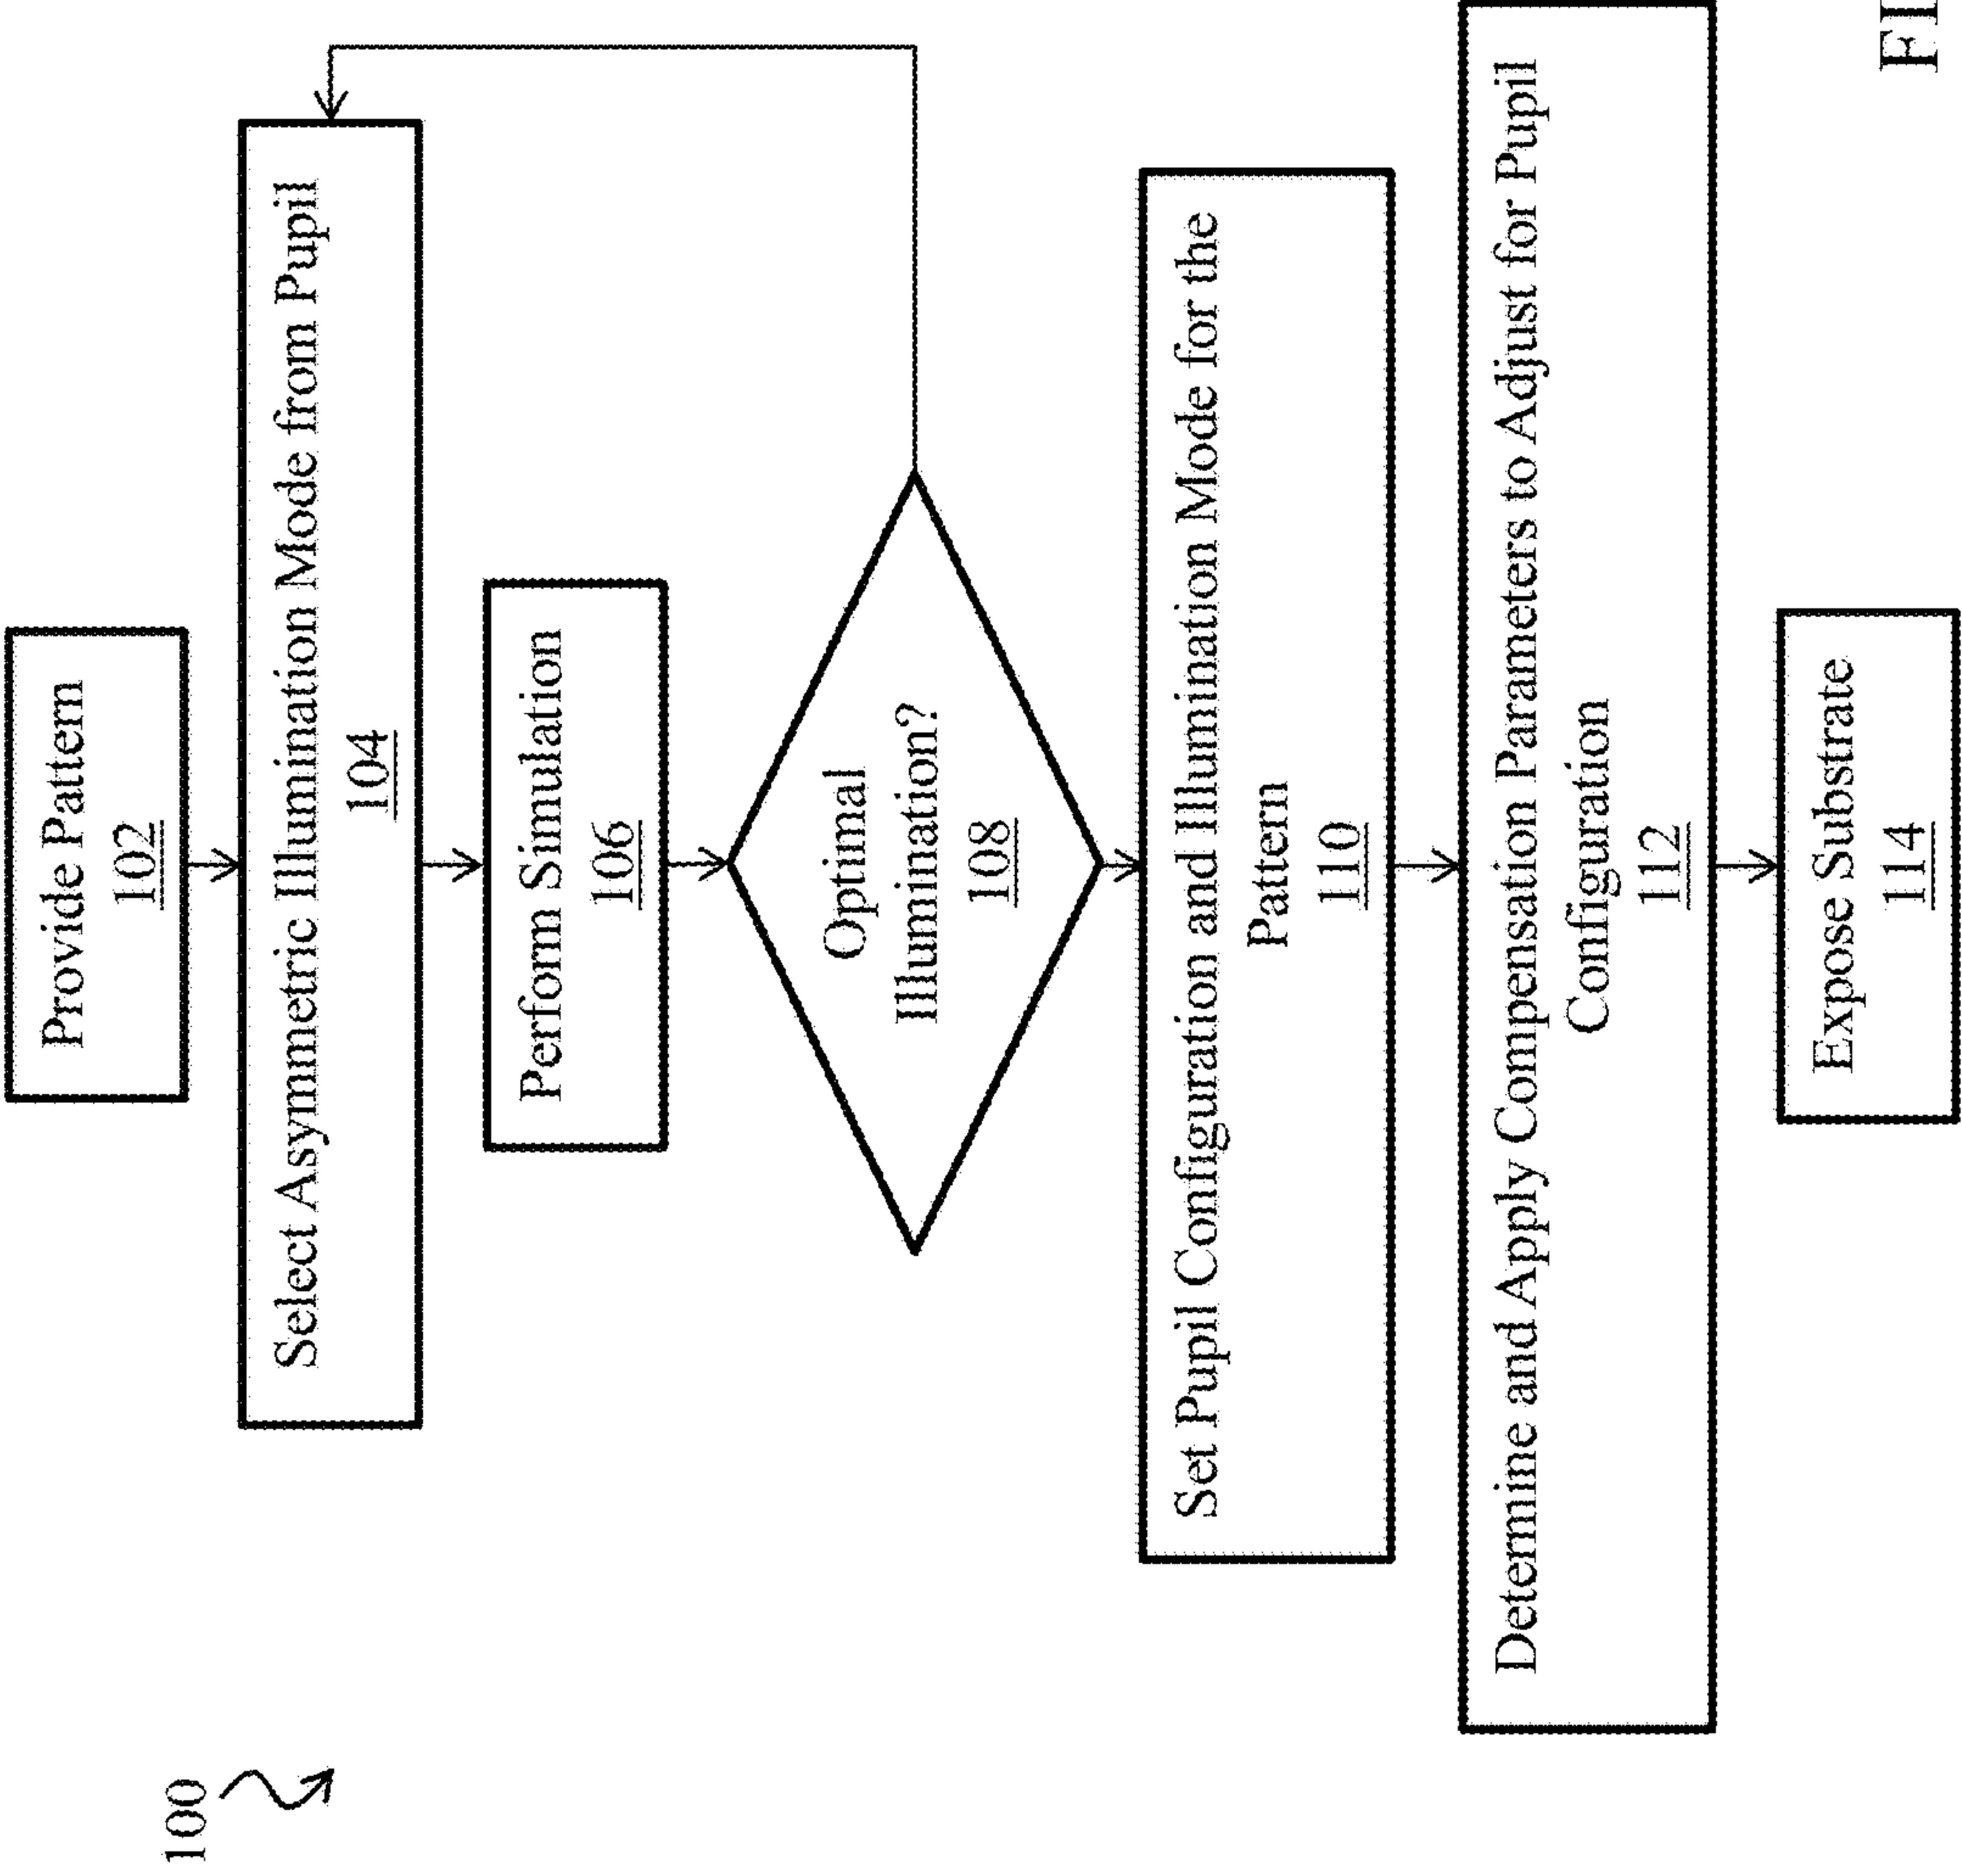 100
Provide Pattern
102
Select Asymmetric Illumination Mode from Pupil
104
Perform Simulation
106
Optimal
Illumination?
108
Set Pupil Configuration and Illumination Mode for the
Pattern
110
Determine and Apply Compensation Parameters to Adjust for Pupil
Configuration
112
Expose Substrate
114